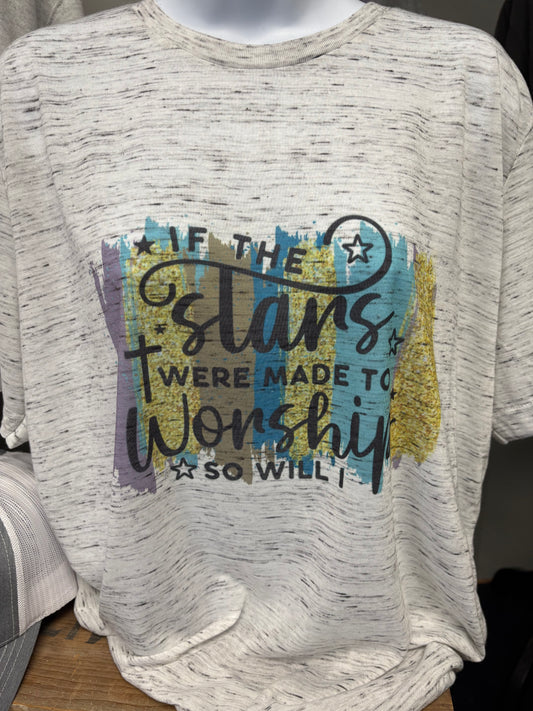 IF THE
stars
WERE MADE TO
Worship
SO WILL I